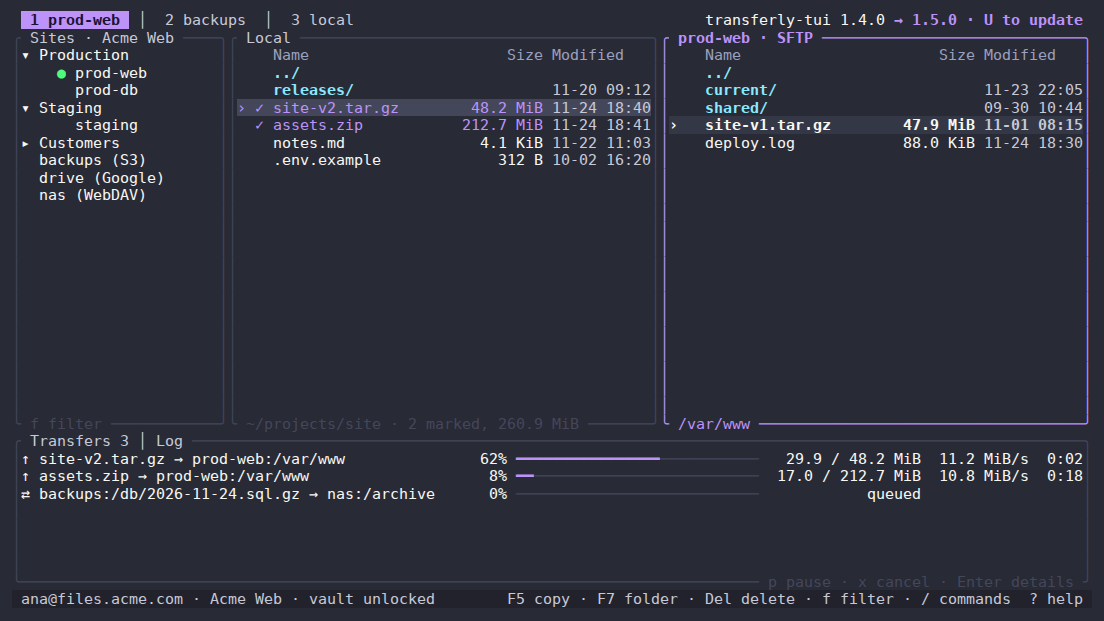 1 prod-web │ 2 backups │ 3 local transferly-tui 1.4.0 → 1.5.0 · U to update
Sites · Acme Web
▾ Production
● prod-web
prod-db
▾ Staging
staging
▸ Customers
backups (S3)
drive (Google)
nas (WebDAV)
f filter
Local
Name Size Modified
../
releases/ 11-20 09:12
› ✓ site-v2.tar.gz 48.2 MiB 11-24 18:40
✓ assets.zip 212.7 MiB 11-24 18:41
notes.md 4.1 KiB 11-22 11:03
.env.example 312 B 10-02 16:20
~/projects/site · 2 marked, 260.9 MiB
prod-web · SFTP
Name Size Modified
../
current/ 11-23 22:05
shared/ 09-30 10:44
› site-v1.tar.gz 47.9 MiB 11-01 08:15
deploy.log 88.0 KiB 11-24 18:30
/var/www
Transfers 3 │ Log
↑ site-v2.tar.gz → prod-web:/var/www 62% 29.9 / 48.2 MiB 11.2 MiB/s 0:02
↑ assets.zip → prod-web:/var/www 8% 17.0 / 212.7 MiB 10.8 MiB/s 0:18
⇄ backups:/db/2026-11-24.sql.gz → nas:/archive 0% queued
p pause · x cancel · Enter details
ana@files.acme.com · Acme Web · vault unlocked F5 copy · F7 folder · Del delete · f filter · / commands ? help